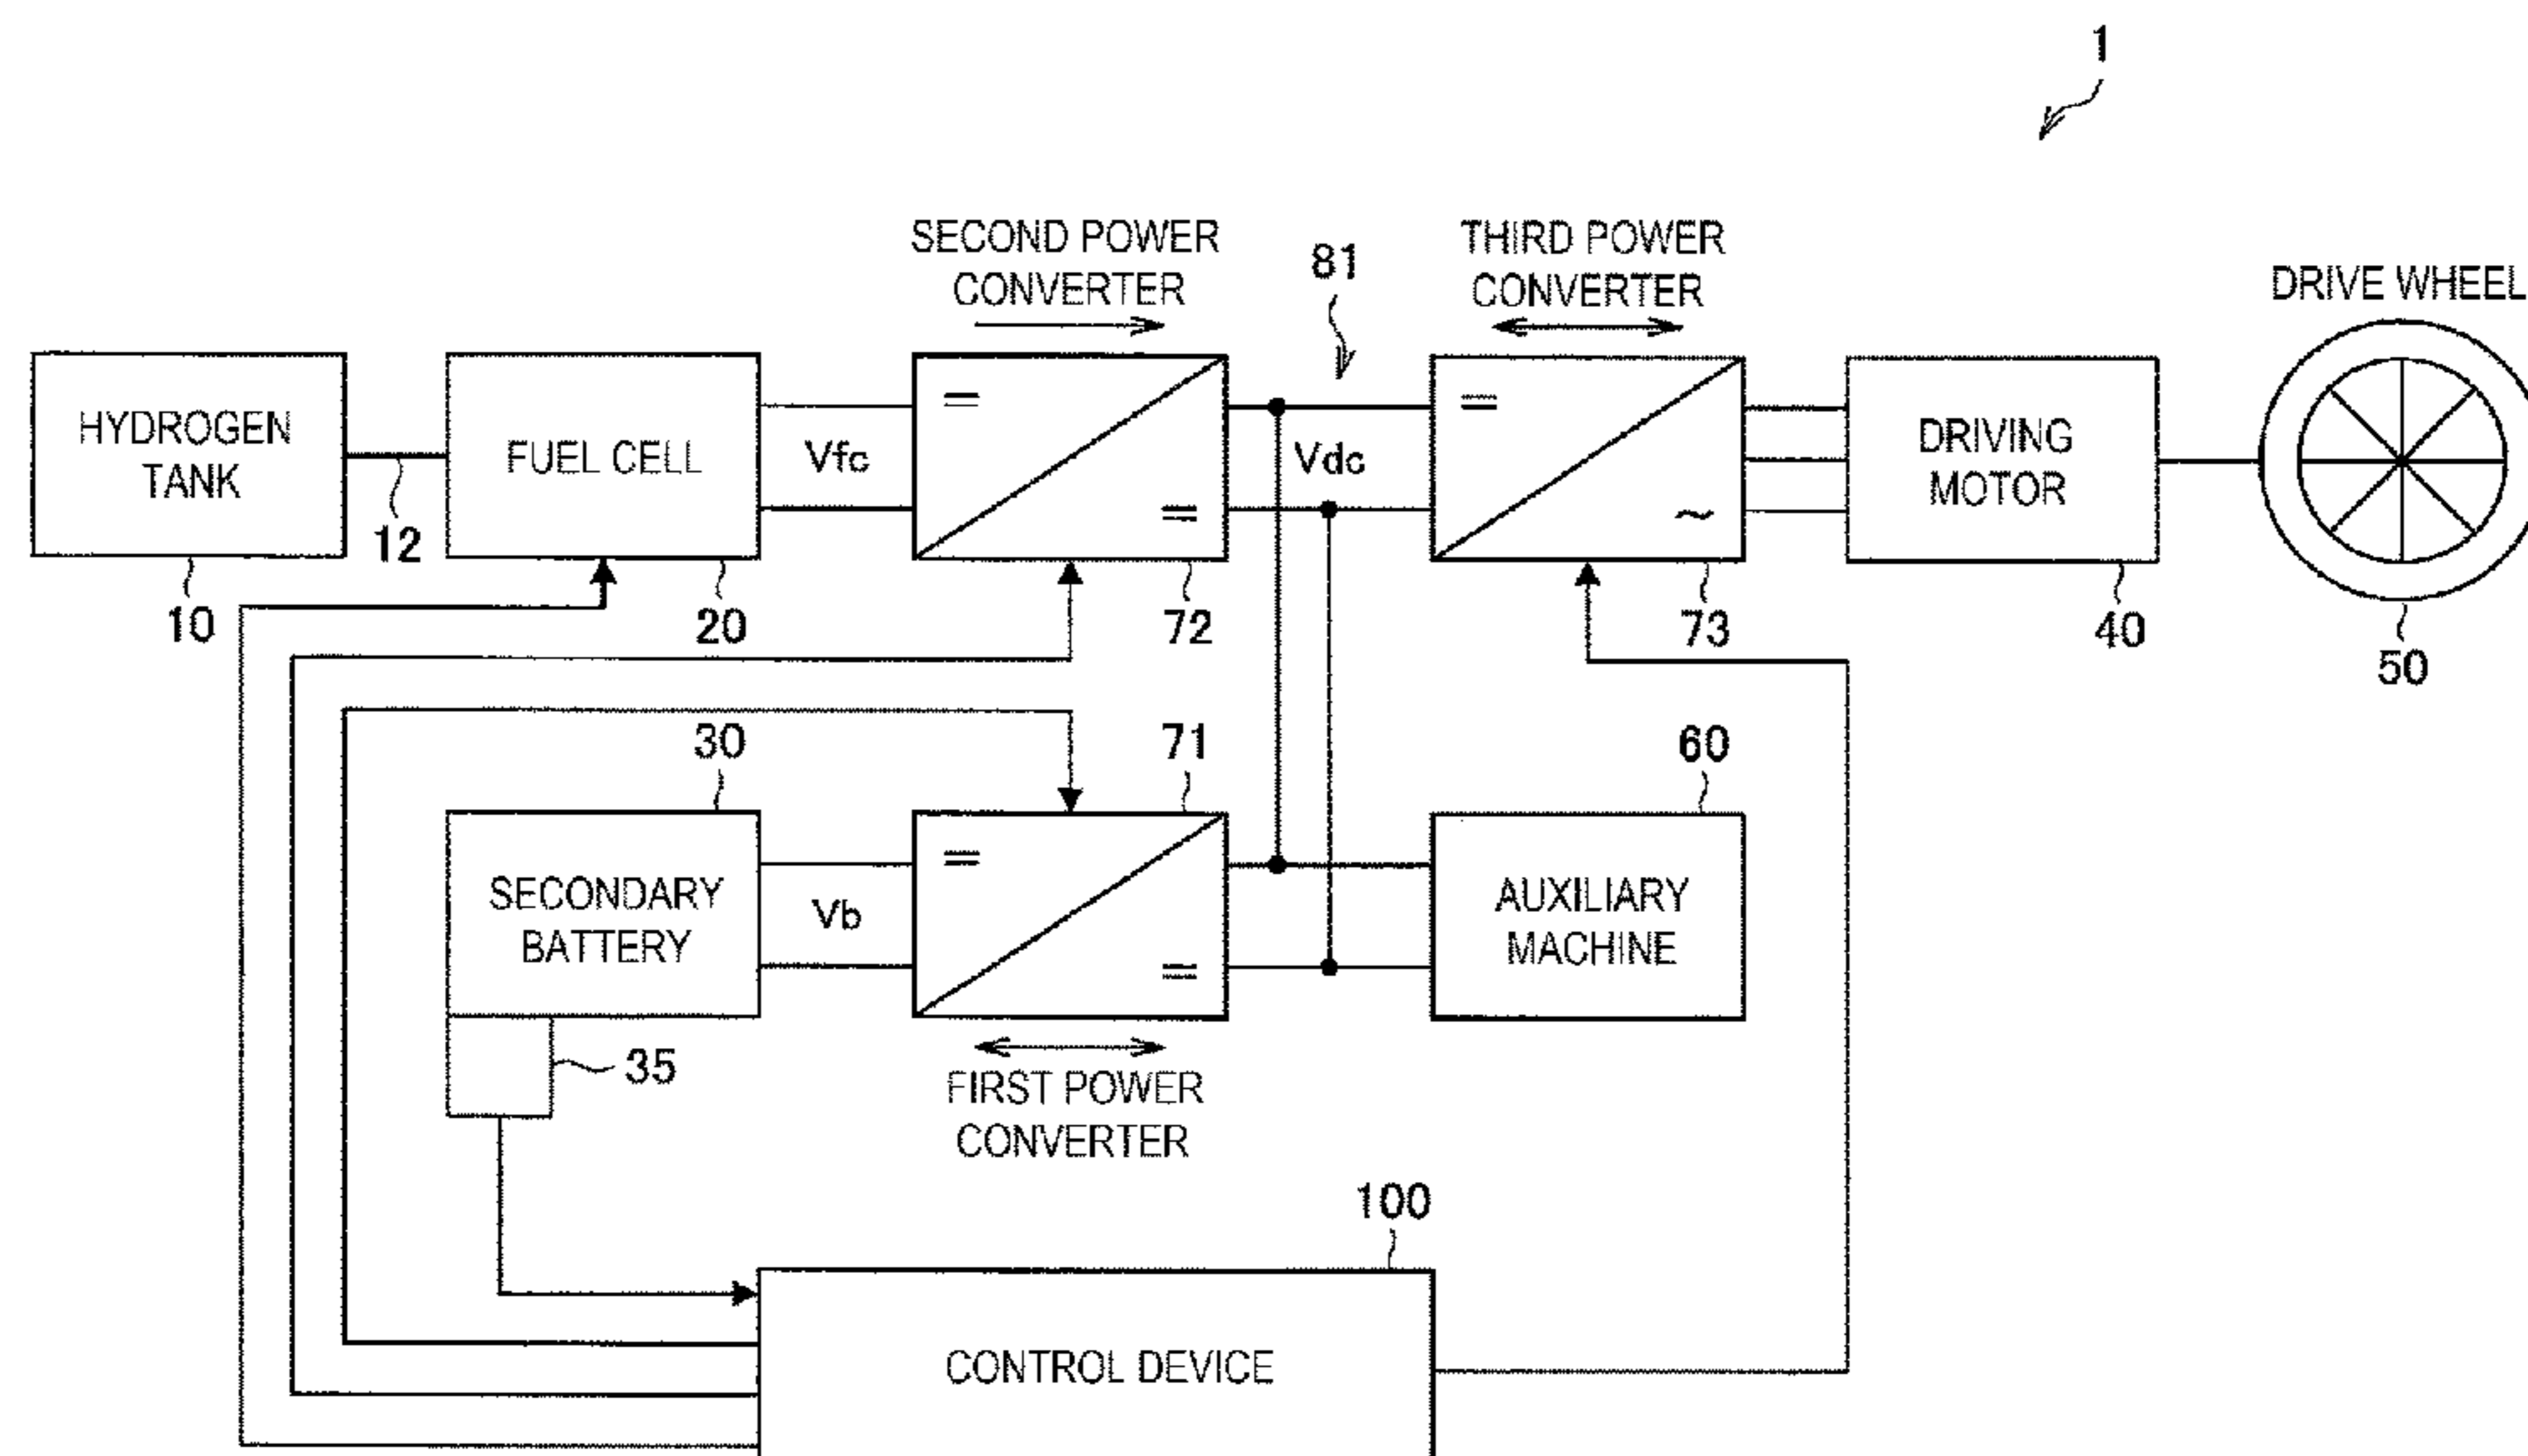 1
SECOND POWER
CONVERTER
81
THIRD POWER
CONVERTER
DRIVE WHEEL
HYDROGEN
TANK
12
10
FUEL CELL
20
Vfc
=
=
72
Vdc
=
~
73
DRIVING
MOTOR
40
50
30
SECONDARY
BATTERY
35
Vb
71
=
=
FIRST POWER
CONVERTER
60
AUXILIARY
MACHINE
100
CONTROL DEVICE